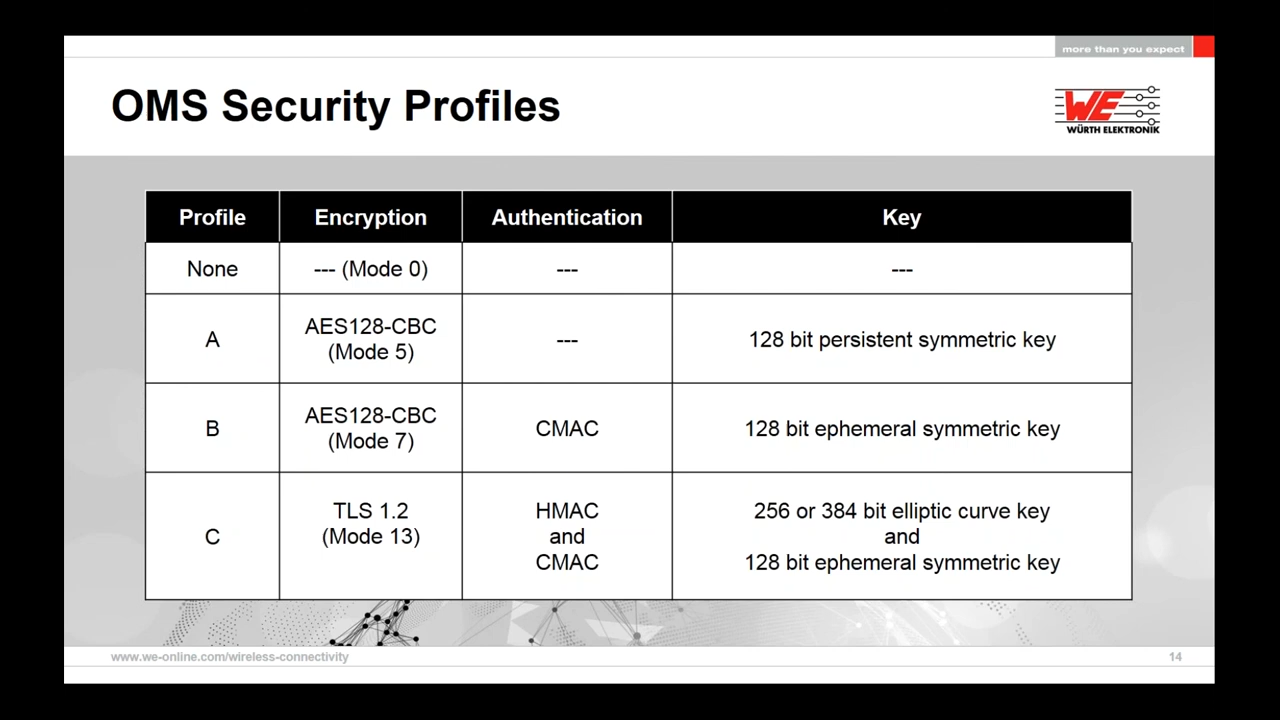 more than you expect
OMS Security Profiles
WE
WÜRTH ELEKTRONIK
Profile Encryption Authentication Key
None --- (Mode 0) --- ---
A AES128-CBC (Mode 5) --- 128 bit persistent symmetric key
B AES128-CBC (Mode 7) CMAC 128 bit ephemeral symmetric key
C TLS 1.2 (Mode 13) HMAC and CMAC 256 or 384 bit elliptic curve key and 128 bit ephemeral symmetric key
www.we-online.com/wireless-connectivity 14